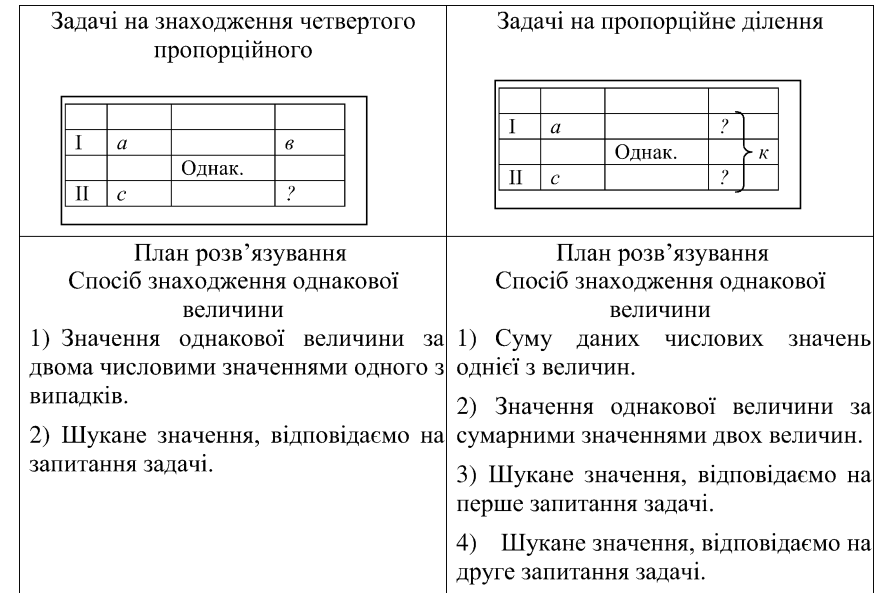 Задачі на знаходження четвертого
пропорційного
I а в
Однак.
II с ?
План розв’язування
Спосіб знаходження однакової
величини
1) Значення однакової величини за
двома числовими значеннями одного з
випадків.
2) Шукане значення, відповідаємо на
запитання задачі.
Задачі на пропорційне ділення
I а ?
Однак. к
II с ?
План розв’язування
Спосіб знаходження однакової
величини
1) Суму даних числових значень
однієї з величин.
2) Значення однакової величини за
сумарними значеннями двох величин.
3) Шукане значення, відповідаємо на
перше запитання задачі.
4) Шукане значення, відповідаємо на
друге запитання задачі.